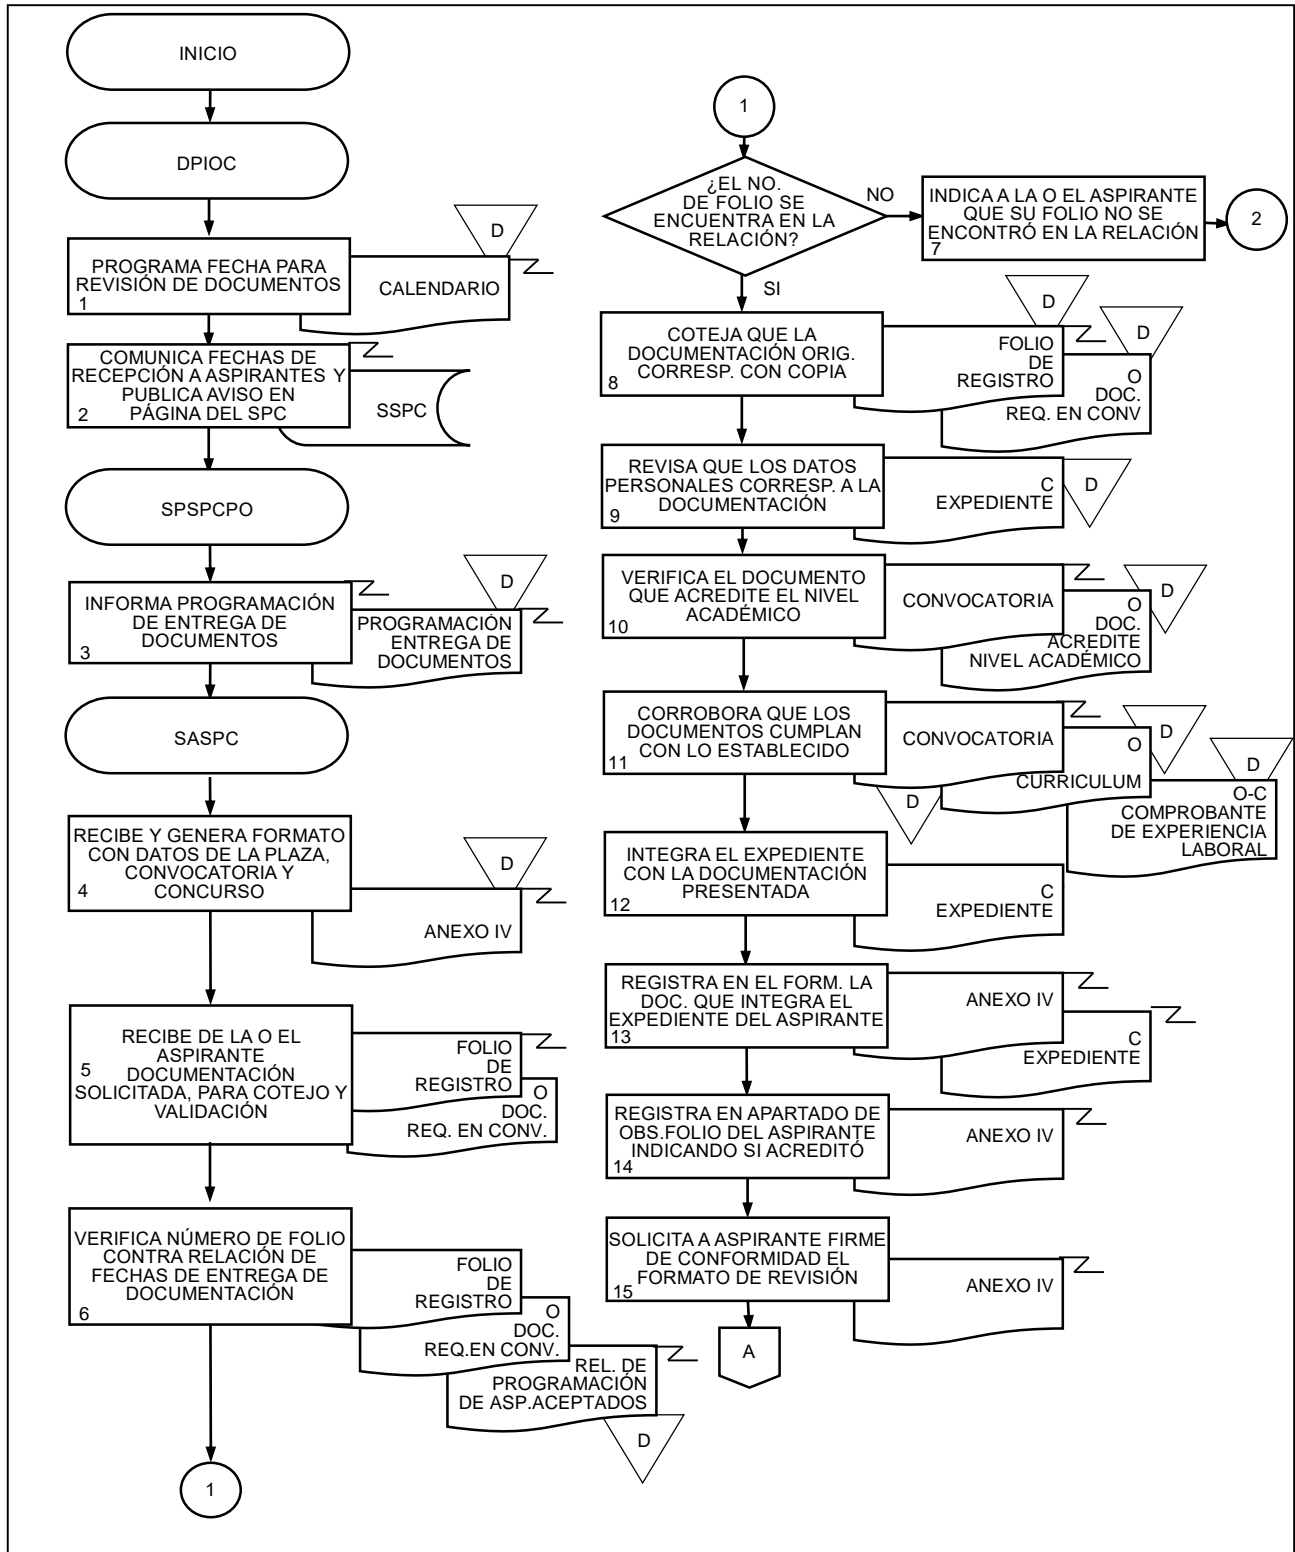 INICIO
DPIOC
D
PROGRAMA FECHA PARA
REVISIÓN DE DOCUMENTOS
1
CALENDARIO
COMUNICA FECHAS DE
RECEPCIÓN A ASPIRANTES Y
PUBLICA AVISO EN
PÁGINA DEL SPC
2
SSPC
SPSPCPO
D
INFORMA PROGRAMACIÓN
DE ENTREGA DE
DOCUMENTOS
3
PROGRAMACIÓN
ENTREGA DE
DOCUMENTOS
SASPC
RECIBE Y GENERA FORMATO
CON DATOS DE LA PLAZA,
CONVOCATORIA Y
CONCURSO
4
D
ANEXO IV
RECIBE DE LA O EL
ASPIRANTE
DOCUMENTACIÓN
SOLICITADA, PARA COTEJO Y
VALIDACIÓN
5
FOLIO
DE
REGISTRO
O
DOC.
REQ. EN CONV.
VERIFICA NÚMERO DE FOLIO
CONTRA RELACIÓN DE
FECHAS DE ENTREGA DE
DOCUMENTACIÓN
6
FOLIO
DE
REGISTRO
O
DOC.
REQ.EN CONV.
REL. DE
PROGRAMACIÓN
DE ASP.ACEPTADOS
D
1
1
¿EL NO.
DE FOLIO SE
ENCUENTRA EN LA
RELACIÓN?
NO
INDICA A LA O EL ASPIRANTE
QUE SU FOLIO NO SE
ENCONTRÓ EN LA RELACIÓN
7
2
SI
COTEJA QUE LA
DOCUMENTACIÓN ORIG.
CORRESP. CON COPIA
8
D
FOLIO
DE
REGISTRO
D
O
DOC.
REQ. EN CONV
REVISA QUE LOS DATOS
PERSONALES CORRESP. A LA
DOCUMENTACIÓN
9
C
EXPEDIENTE
D
VERIFICA EL DOCUMENTO
QUE ACREDITE EL NIVEL
ACADÉMICO
10
CONVOCATORIA
D
O
DOC.
ACREDITE
NIVEL ACADÉMICO
CORROBORA QUE LOS
DOCUMENTOS CUMPLAN
CON LO ESTABLECIDO
11
CONVOCATORIA
D
O
CURRICULUM
D
O-C
COMPROBANTE
DE EXPERIENCIA
LABORAL
D
INTEGRA EL EXPEDIENTE
CON LA DOCUMENTACIÓN
PRESENTADA
12
C
EXPEDIENTE
REGISTRA EN EL FORM. LA
DOC. QUE INTEGRA EL
EXPEDIENTE DEL ASPIRANTE
13
ANEXO IV
C
EXPEDIENTE
REGISTRA EN APARTADO DE
OBS.FOLIO DEL ASPIRANTE
INDICANDO SI ACREDITÓ
14
ANEXO IV
SOLICITA A ASPIRANTE FIRME
DE CONFORMIDAD EL
FORMATO DE REVISIÓN
15
ANEXO IV
A